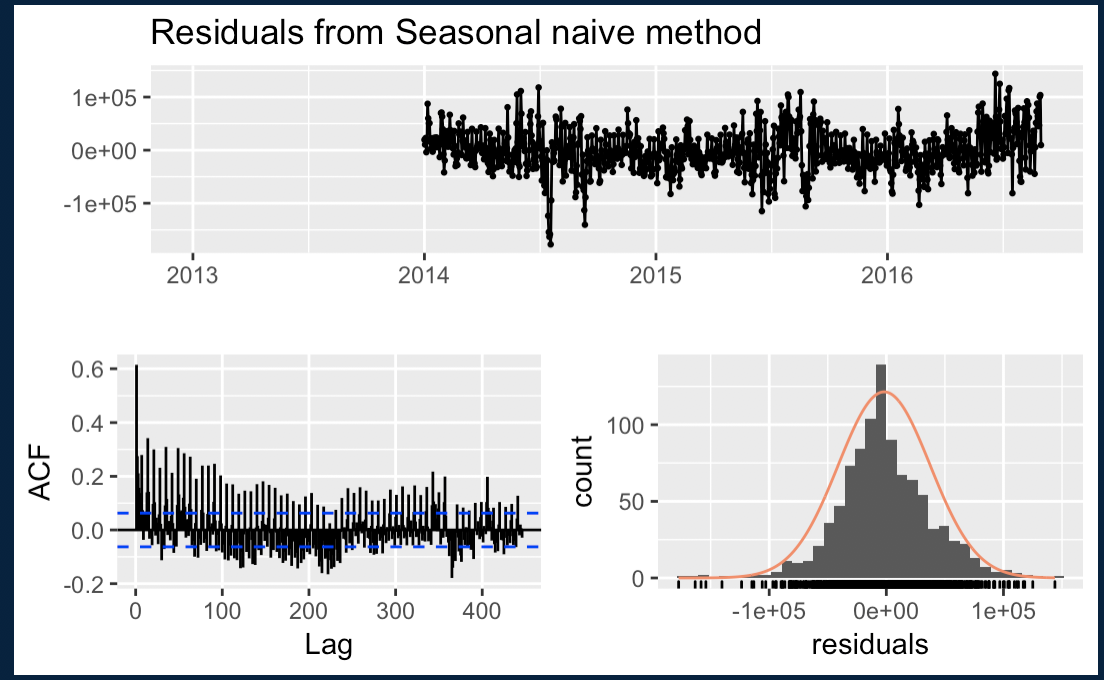 Residuals from Seasonal naive method
1e+05
0e+00
-1e+05
2013 2014 2015 2016
0.6
0.4
0.2
0.0
-0.2
ACF
0 100 200 300 400
Lag
100
50
0
count
-1e+05 0e+00 1e+05
residuals